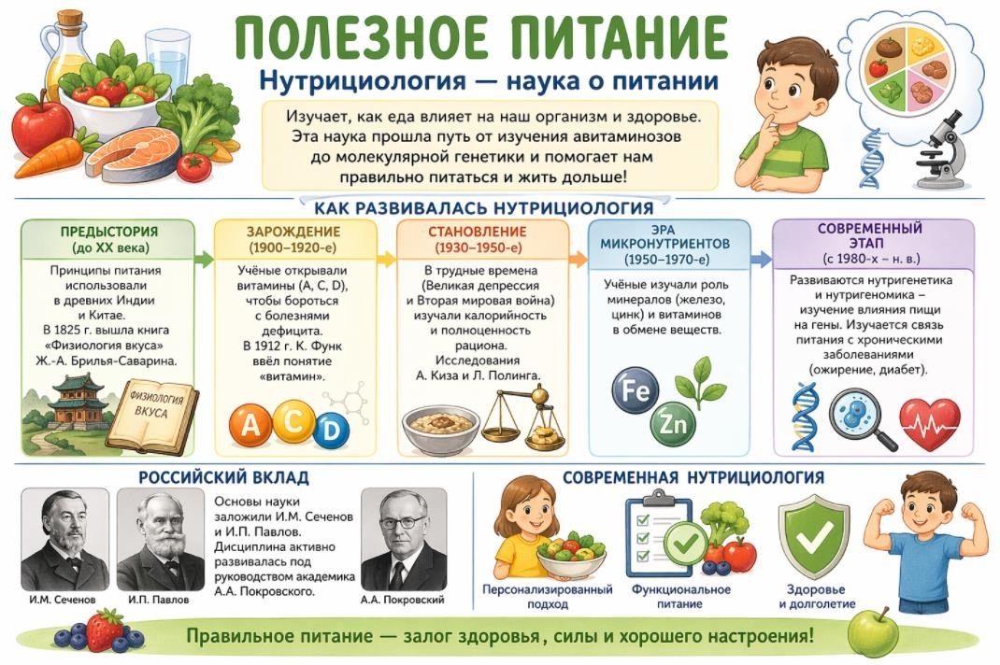 ПОЛЕЗНОЕ ПИТАНИЕ
Нутрициология — наука о питании
Изучает, как еда влияет на наш организм и здоровье.
Эта наука прошла путь от изучения авитаминозов
до молекулярной генетики и помогает нам
правильно питаться и жить дольше!
КАК РАЗВИВАЛАСЬ НУТРИЦИОЛОГИЯ
ПРЕДЫСТОРИЯ
(до XX века)
Принципы питания
использовали
в древних Индии
и Китае.
В 1825 г. вышла книга
«Физиология вкуса»
Ж.-А. Брилья-Саварина.
ФИЗИОЛОГИЯ
ВКУСА
ЗАРОЖДЕНИЕ
(1900–1920-е)
Учёные открывали
витамины (A, C, D),
чтобы бороться
с болезнями
дефицита.
В 1912 г. К. Функ
ввёл понятие
«витамин».
A C D
СТАНОВЛЕНИЕ
(1930–1950-е)
В трудные времена
(Великая депрессия
и Вторая мировая война)
изучали калорийность
и полноценность
рациона.
Исследования
А. Киза и Л. Полинга.
ЭРА
МИКРОНУТРИЕНТОВ
(1950–1970-е)
Учёные изучали роль
минералов (железо,
цинк) и витаминов
в обмене веществ.
Fe
Zn
СОВРЕМЕННЫЙ
ЭТАП
(с 1980-х – н. в.)
Развиваются нутригенетика
и нутригеномика –
изучение влияния пищи
на гены. Изучается связь
питания с хроническими
заболеваниями
(ожирение, диабет).
РОССИЙСКИЙ ВКЛАД
И.М. Сеченов
И.П. Павлов
Основы науки
заложили И.М. Сеченов
и И.П. Павлов.
Дисциплина активно
развивалась под
руководством академика
А.А. Покровского.
А.А. Покровский
СОВРЕМЕННАЯ НУТРИЦИОЛОГИЯ
Персонализированный
подход
Функциональное
питание
Здоровье
и долголетие
Правильное питание — залог здоровья, силы и хорошего настроения!